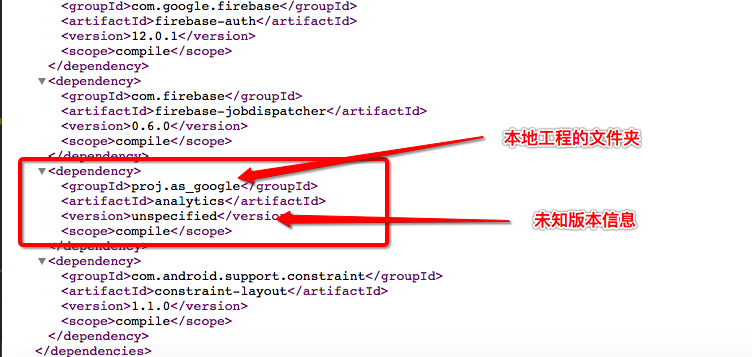 <groupId>com.google.firebase</groupId>
<artifactId>firebase-auth</artifactId>
<version>12.0.1</version>
<scope>compile</scope>
</dependency>
▼<dependency>
<groupId>com.firebase</groupId>
<artifactId>firebase-jobdispatcher</artifactId>
<version>0.6.0</version>
<scope>compile</scope>
</dependency>
本地工程的文件夹
▼<dependency>
<groupId>proj.as_google</groupId>
<artifactId>analytics</artifactId>
<version>unspecified</version>
未知版本信息
<scope>compile</scope>
</dependency>
▼<dependency>
<groupId>com.android.support.constraint</groupId>
<artifactId>constraint-layout</artifactId>
<version>1.1.0</version>
<scope>compile</scope>
</dependency>
</dependencies>